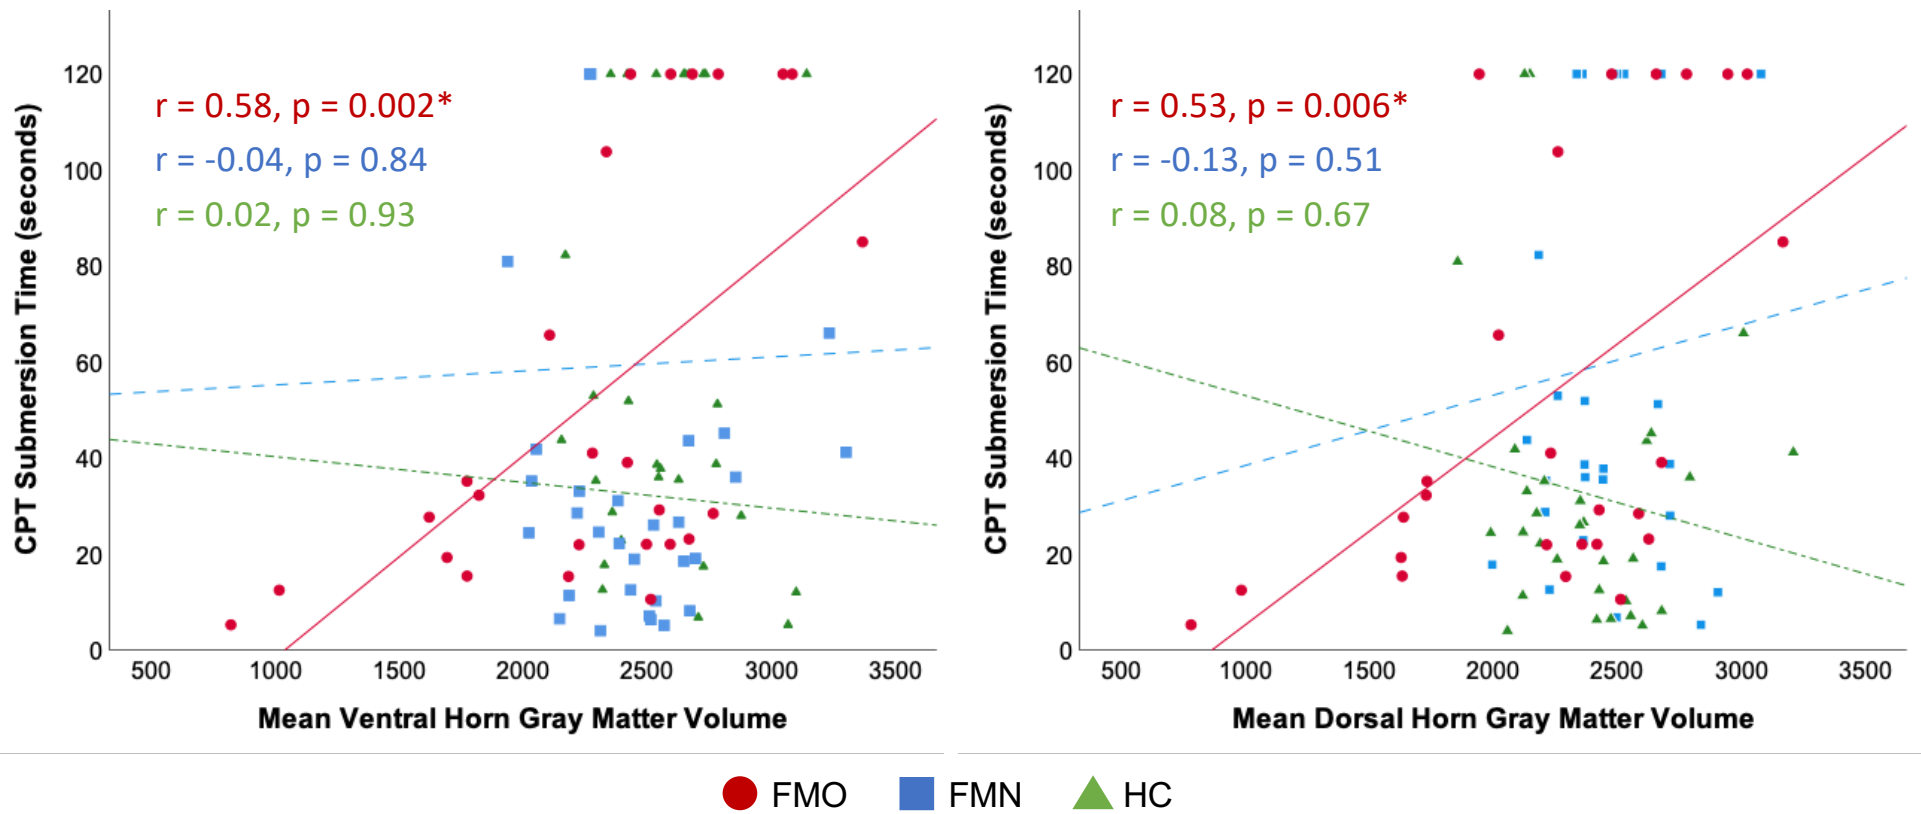 120
100
80
60
40
20
0
CPT Submersion Time (seconds)
r = 0.58, p = 0.002*
r = -0.04, p = 0.84
r = 0.02, p = 0.93
500 1000 1500 2000 2500 3000 3500
Mean Ventral Horn Gray Matter Volume
120
100
80
60
40
20
0
CPT Submersion Time (seconds)
r = 0.53, p = 0.006*
r = -0.13, p = 0.51
r = 0.08, p = 0.67
500 1000 1500 2000 2500 3000 3500
Mean Dorsal Horn Gray Matter Volume
FMO FMN HC